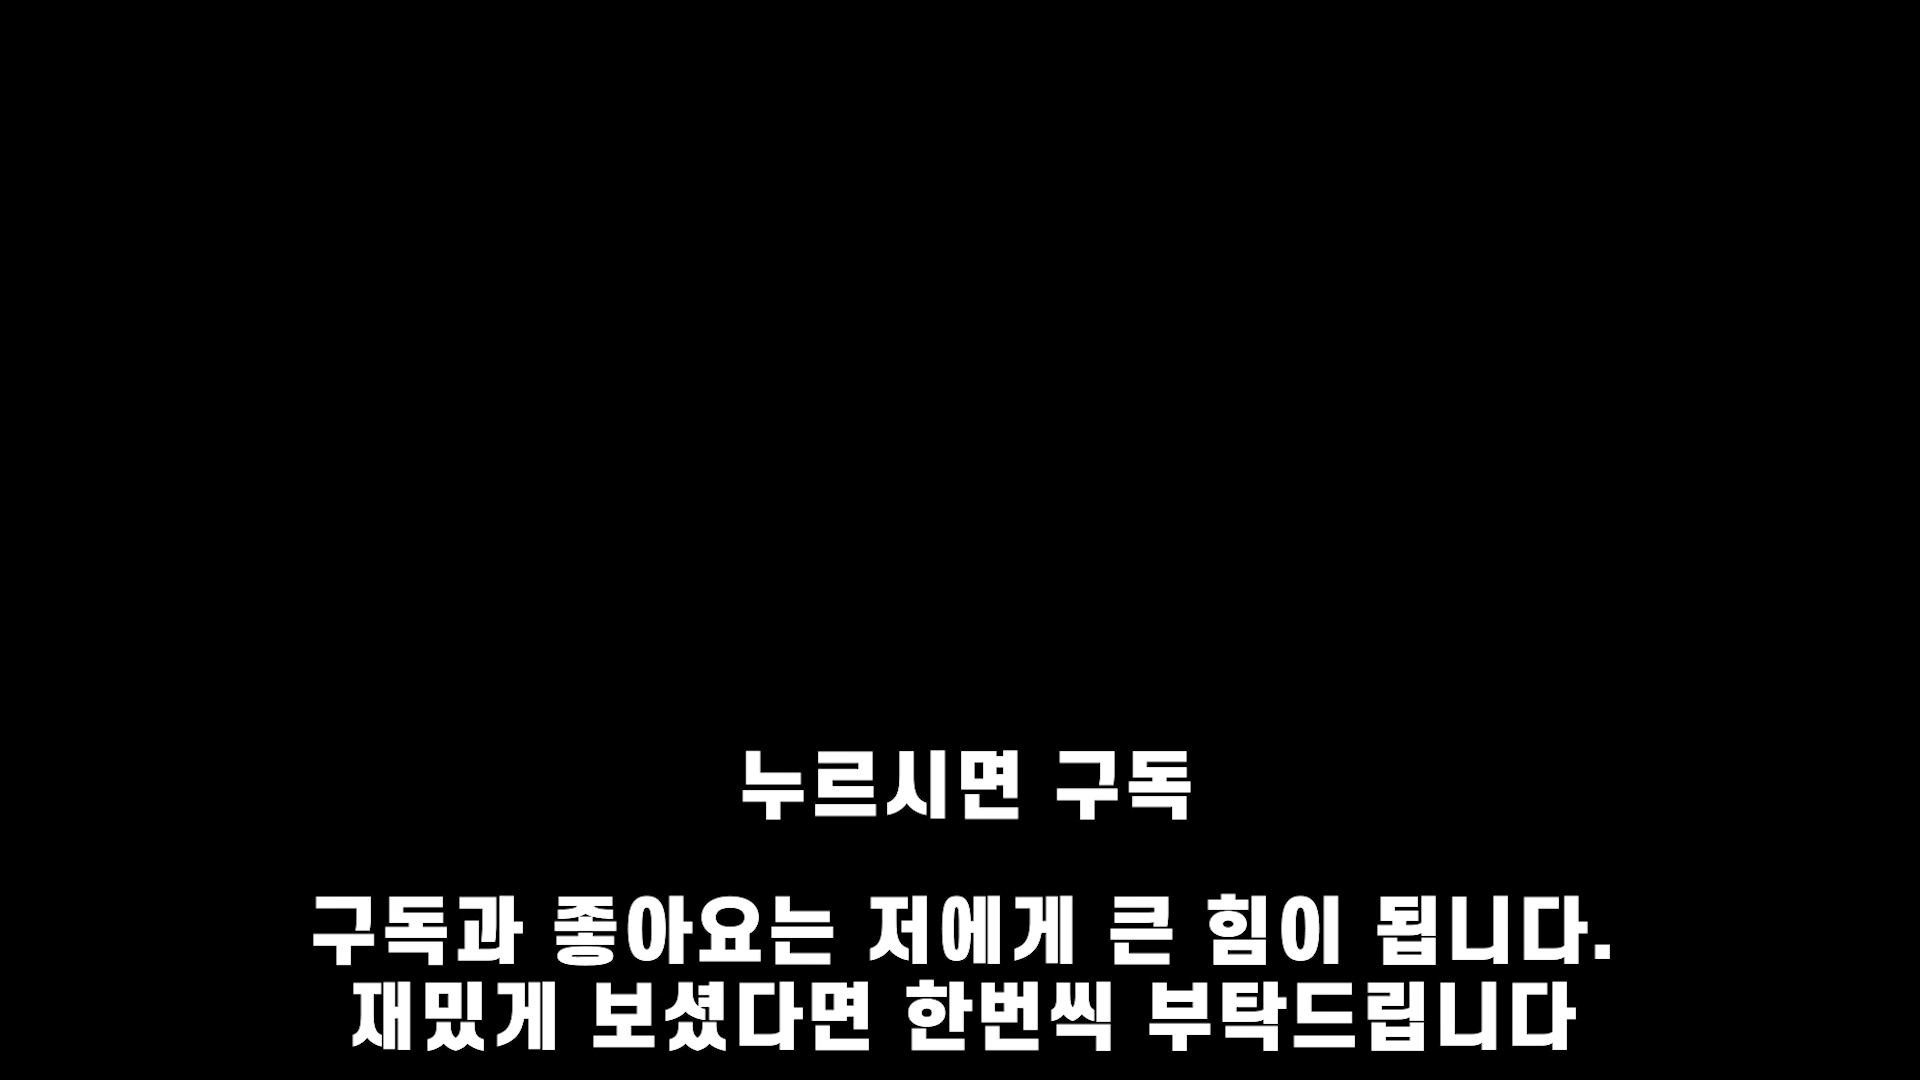 누르시면 구독
구독과 좋아요는 저에게 큰 힘이 됩니다.
재밌게 보셨다면 한번씩 부탁드립니다